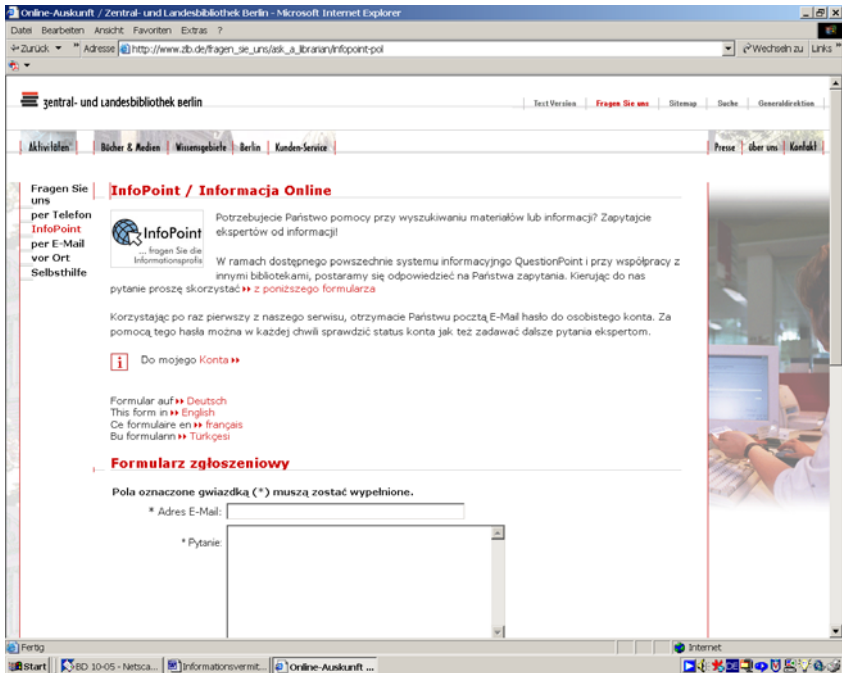 Online-Auskunft / Zentral- und Landesbibliothek Berlin - Microsoft Internet Explorer
Datei Bearbeiten Ansicht Favoriten Extras ?
Zurück Adresse http://www.zlb.de/fragen_sie_uns/ask_a_librarian/infopoint-pol Wechseln zu Links
zentral- und Landesbibliothek Berlin
Text Version Fragen Sie uns Sitemap Suche Generaldirektion
Aktivitäten Bücher & Medien Wissensgebiete Berlin Kunden-Service Presse über uns Kontakt
Fragen Sie uns
per Telefon
InfoPoint
per E-Mail
vor Ort
Selbsthilfe
InfoPoint / Informacja Online
InfoPoint
... fragen Sie die
Informationsprofis
Potrzebujecie Państwo pomocy przy wyszukiwaniu materiałów lub informacji? Zapytajcie
ekspertów od informacji!
W ramach dostępnego powszechnie systemu informacyjngo QuestionPoint i przy współpracy z
innymi bibliotekami, postaramy się odpowiedzieć na Państwa zapytania. Kierując do nas
pytanie proszę skorzystać z poniższego formularza
Korzystając po raz pierwszy z naszego serwisu, otrzymacie Państwu pocztą E-Mail hasło do osobistego konta. Za
pomocą tego hasła można w każdej chwili sprawdzić status konta jak też zadawać dalsze pytania ekspertom.
i Do mojego Konta
Formular auf Deutsch
This form in English
Ce formulaire en français
Bu formuların Türkçesi
Formularz zgłoszeniowy
Pola oznaczone gwiazdką (*) muszą zostać wypełnione.
* Adres E-Mail:
* Pytanie:
Fertig Internet
Start BD 10-05 - Netsca... Informationsvermit... Online-Auskunft ...